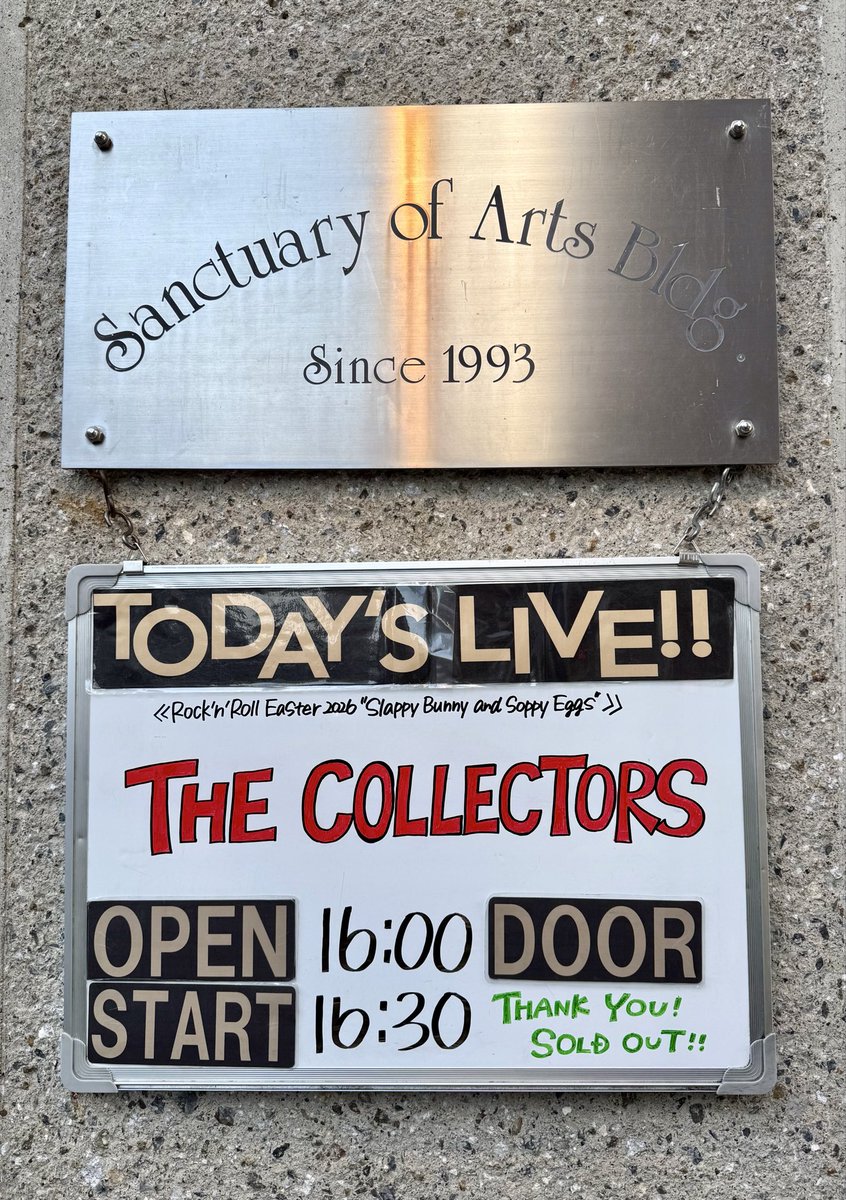 Sanctuary of Arts Bldg
Since 1993
TODAY'S LIVE!!
≪Rock'n'Roll Easter 2026 "Slappy Bunny and Soppy Eggs"≫
THE COLLECTORS
OPEN 16:00 DOOR
START 16:30 THANK YOU!
SOLD OUT!!